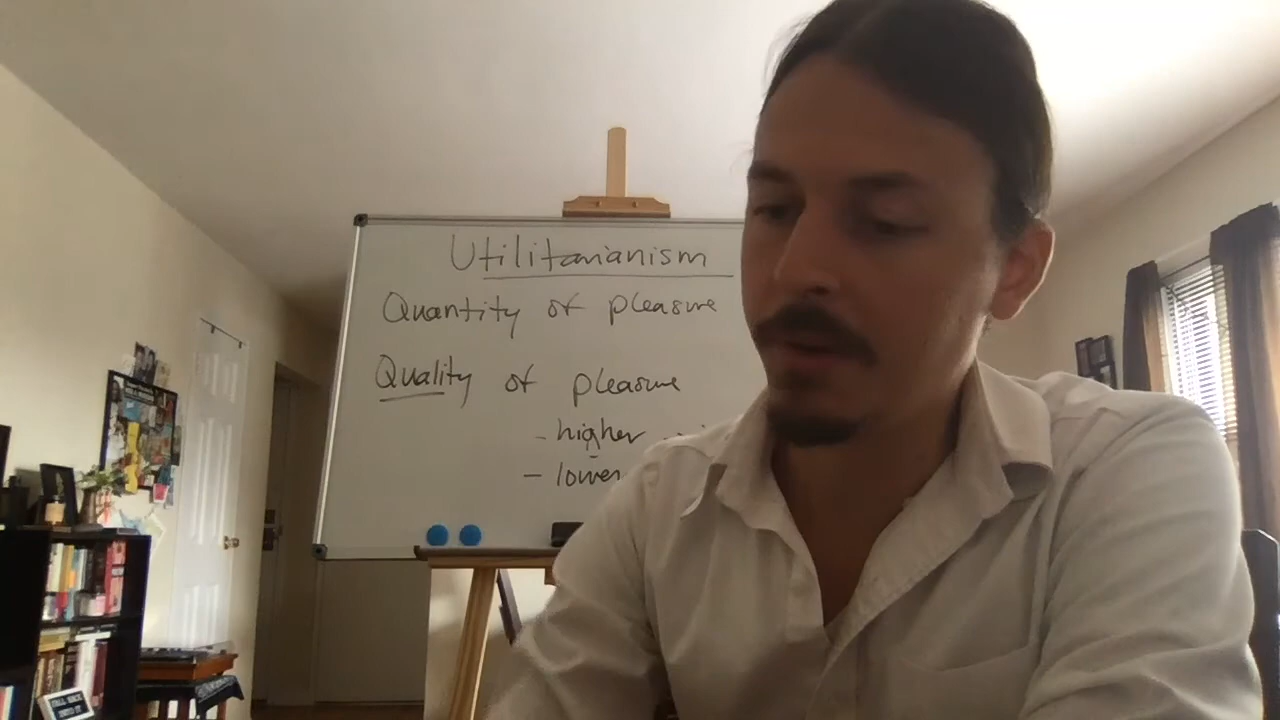 Utilitarianism
Quantity of pleasure
Quality of pleasure
- higher
- lower